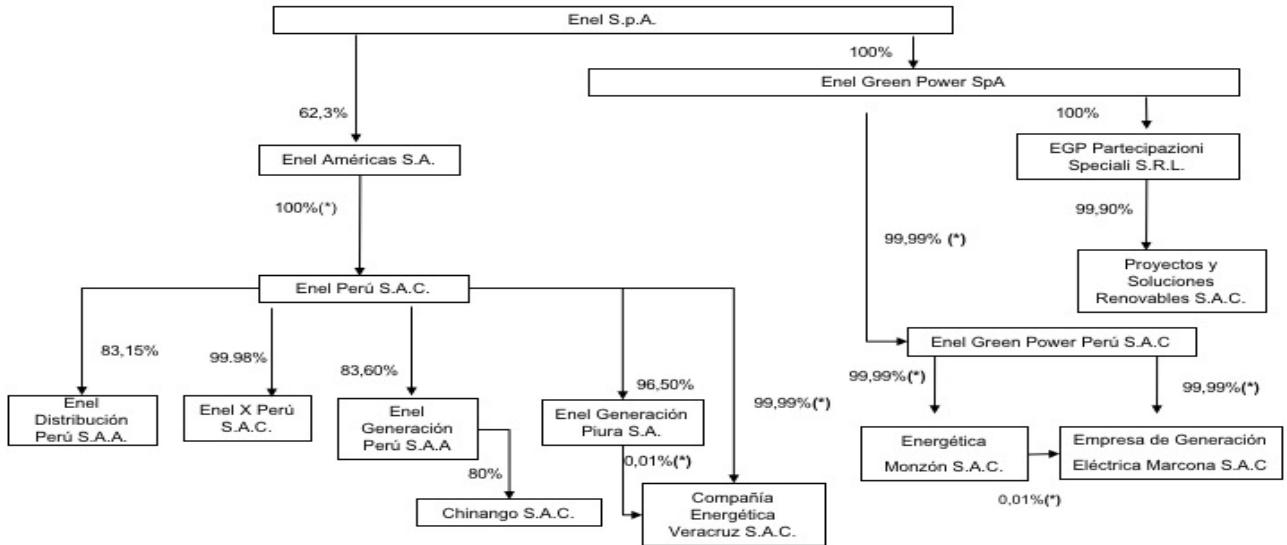 Enel S.p.A.
100%
Enel Green Power SpA
62,3%
100%
Enel Américas S.A.
EGP Partecipazioni
Speciali S.R.L.
100%(*)
99,90%
99,99% (*)
Proyectos y
Soluciones
Renovables S.A.C.
Enel Perú S.A.C.
Enel Green Power Perú S.A.C
83,15%
99.98%
83,60%
96,50%
99,99%(*)
99,99%(*)
99,99%(*)
Enel
Distribución
Perú S.A.A.
Enel X Perú
S.A.C.
Enel
Generación
Perú S.A.A
Enel Generación
Piura S.A.
Energética
Monzón S.A.C.
Empresa de Generación
Eléctrica Marcona S.A.C
80%
0,01%(*)
0,01%(*)
Chinango S.A.C.
Compañía
Energética
Veracruz S.A.C.